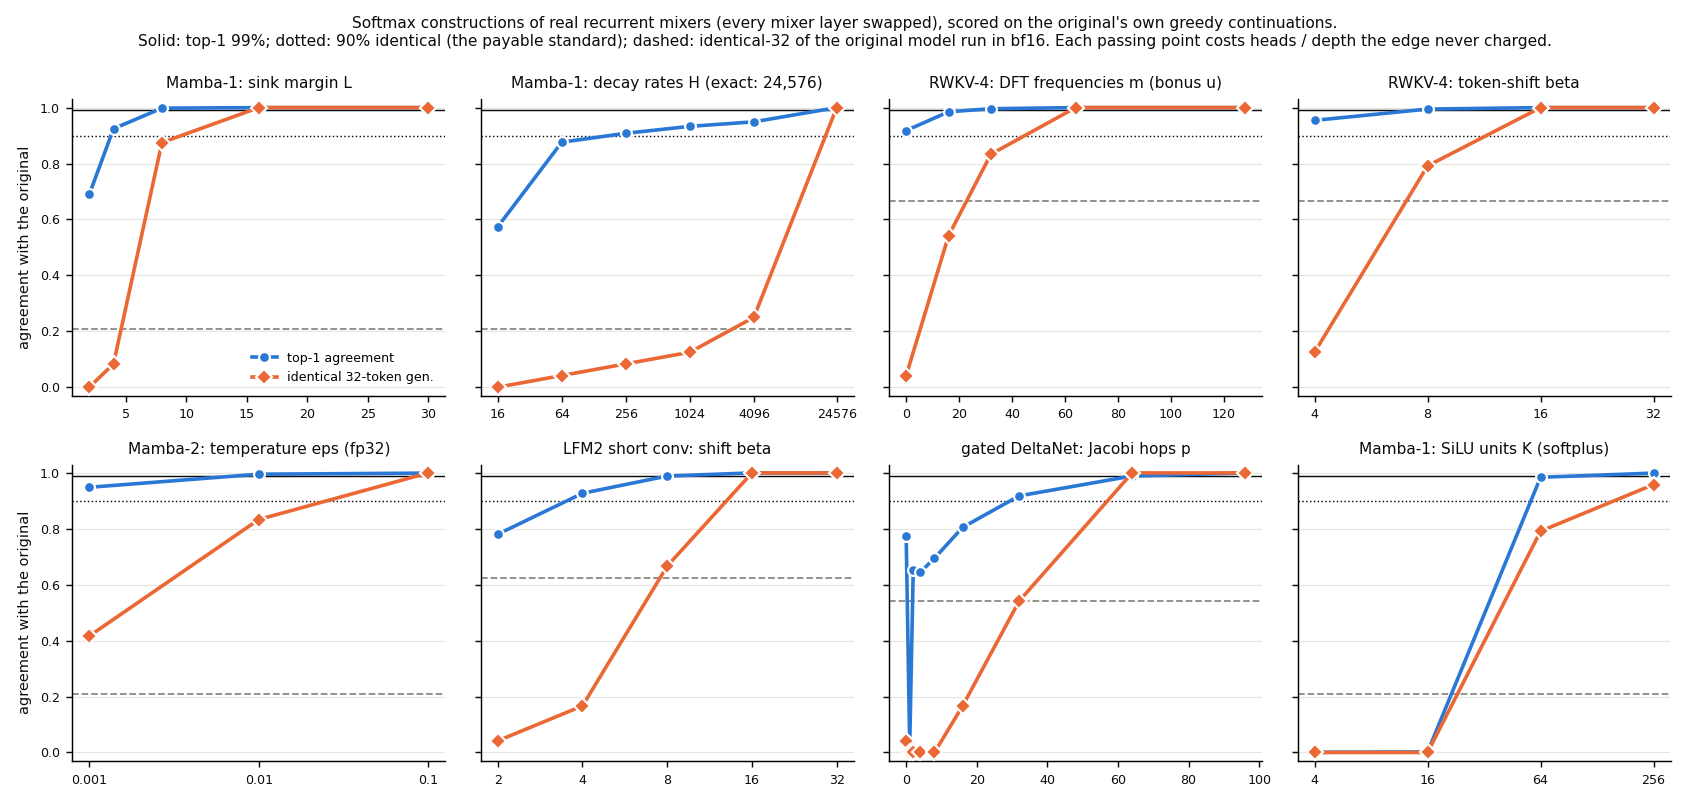 Softmax constructions of real recurrent mixers (every mixer layer swapped), scored on the original's own greedy continuations.
Solid: top-1 99%; dotted: 90% identical (the payable standard); dashed: identical-32 of the original model run in bf16. Each passing point costs heads / depth the edge never charged.
Mamba-1: sink margin L
agreement with the original
1.0
0.8
0.6
0.4
0.2
0.0
top-1 agreement
identical 32-token gen.
5 10 15 20 25 30
Mamba-1: decay rates H (exact: 24,576)
16 64 256 1024 4096 24576
RWKV-4: DFT frequencies m (bonus u)
0 20 40 60 80 100 120
RWKV-4: token-shift beta
4 8 16 32
Mamba-2: temperature eps (fp32)
agreement with the original
1.0
0.8
0.6
0.4
0.2
0.0
0.001 0.01 0.1
LFM2 short conv: shift beta
2 4 8 16 32
gated DeltaNet: Jacobi hops p
0 20 40 60 80 100
Mamba-1: SiLU units K (softplus)
4 16 64 256